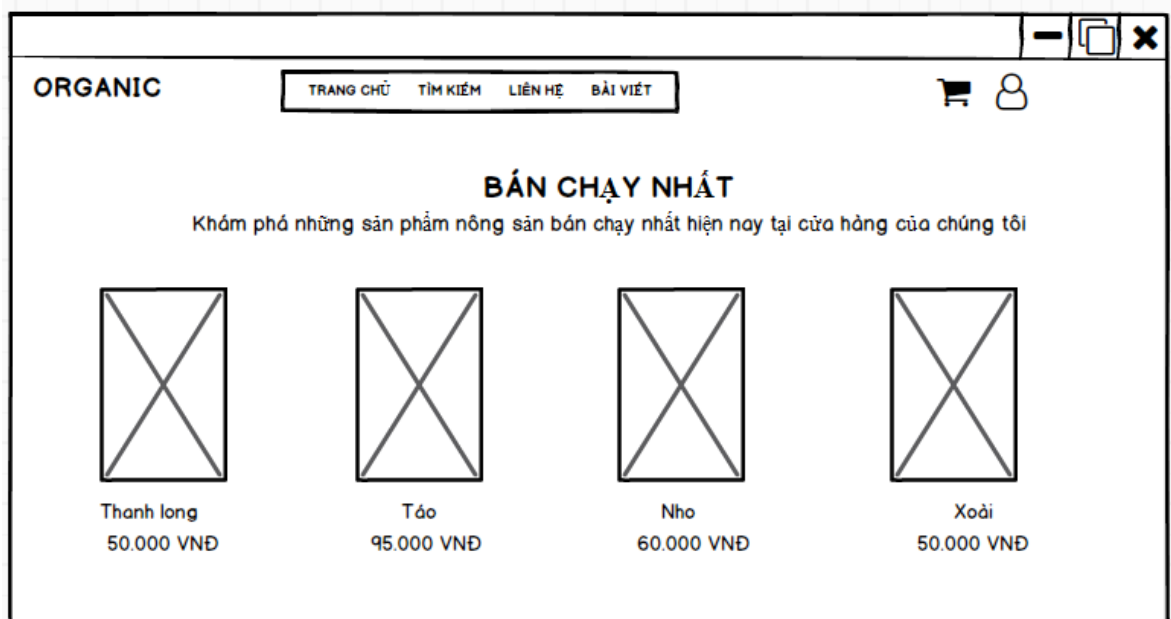 ORGANIC
TRANG CHỦ TÌM KIẾM LIÊN HỆ BÀI VIẾT
BÁN CHẠY NHẤT
Khám phá những sản phẩm nông sản bán chạy nhất hiện nay tại cửa hàng của chúng tôi
Thanh long Táo Nho Xoài
50.000 VNĐ 95.000 VNĐ 60.000 VNĐ 50.000 VNĐ